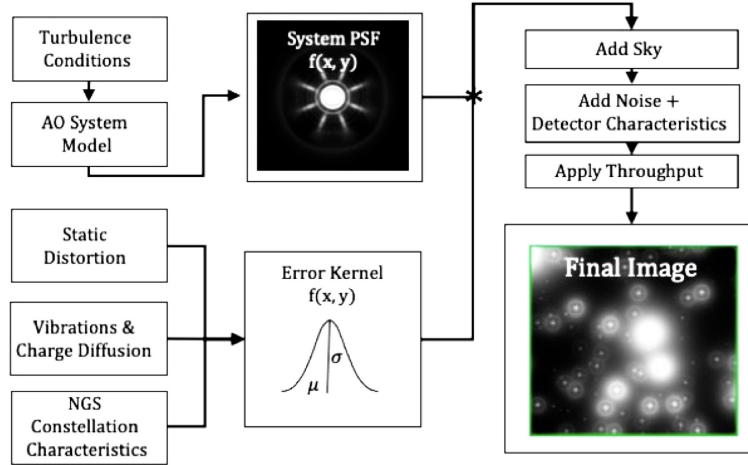 Turbulence
Conditions
AO System
Model
System PSF
f(x, y)
Static
Distortion
Vibrations &
Charge Diffusion
NGS
Constellation
Characteristics
Error Kernel
f(x, y)
σ
μ
*
Add Sky
Add Noise +
Detector Characteristics
Apply Throughput
Final Image